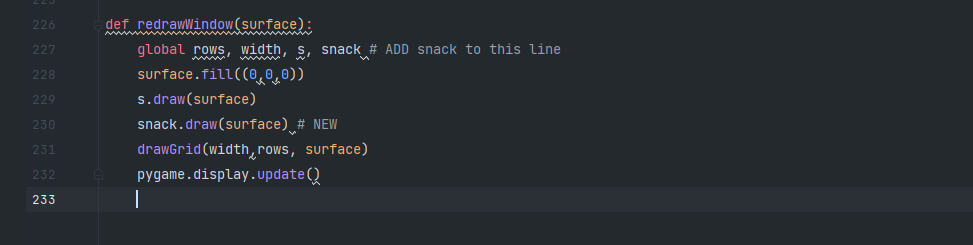 226 def redrawWindow(surface):
227 global rows, width, s, snack # ADD snack to this line
228 surface.fill((0,0,0))
229 s.draw(surface)
230 snack.draw(surface) # NEW
231 drawGrid(width,rows, surface)
232 pygame.display.update()
233